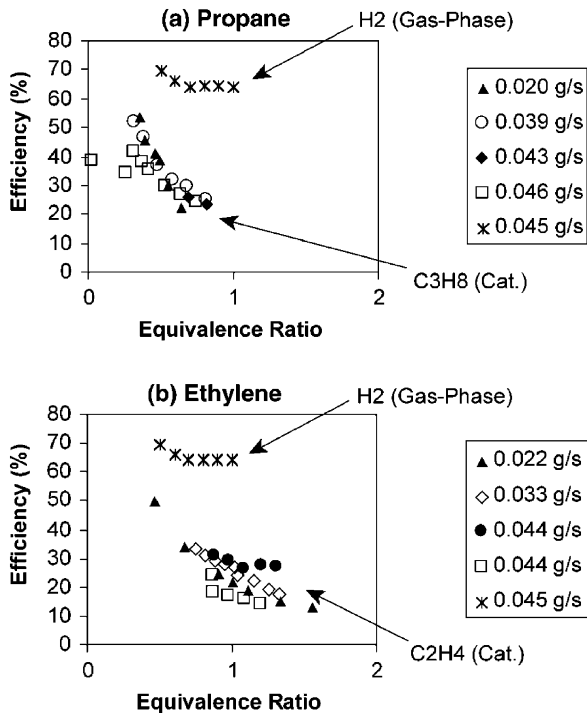 (a) Propane
H2 (Gas-Phase)
80
70
60
50
40
30
20
10
0
Efficiency (%)
0 1 2
Equivalence Ratio
C3H8 (Cat.)
0.020 g/s
0.039 g/s
0.043 g/s
0.046 g/s
0.045 g/s
(b) Ethylene
H2 (Gas-Phase)
80
70
60
50
40
30
20
10
0
Efficiency (%)
0 1 2
Equivalence Ratio
C2H4 (Cat.)
0.022 g/s
0.033 g/s
0.044 g/s
0.044 g/s
0.045 g/s